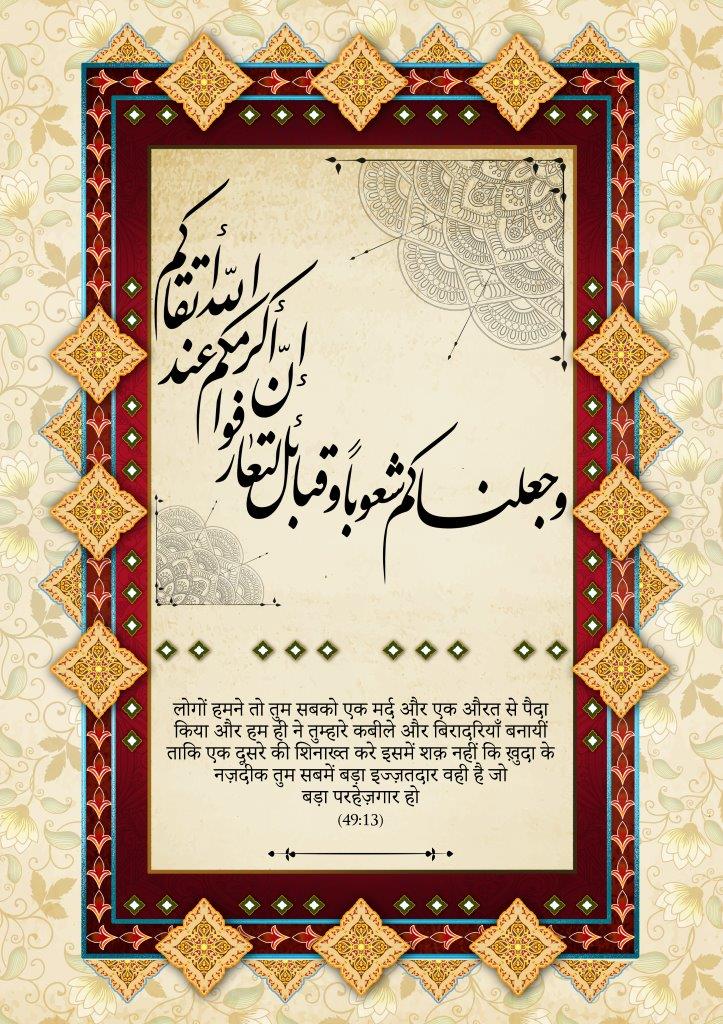 وجعلناكم شعوباً وقبائل لتعارفوا
إنّ أكرمكم عند اللّه أتقاكم
लोगों हमने तो तुम सबको एक मर्द और एक औरत से पैदा
किया और हम ही ने तुम्हारे कबीले और बिरादरियाँ बनायीं
ताकि एक दूसरे की शिनाख्त करे इसमें शक़ नहीं कि ख़ुदा के
नज़दीक तुम सबमें बड़ा इज्ज़तदार वही है जो
बड़ा परहेज़गार हो
(49:13)